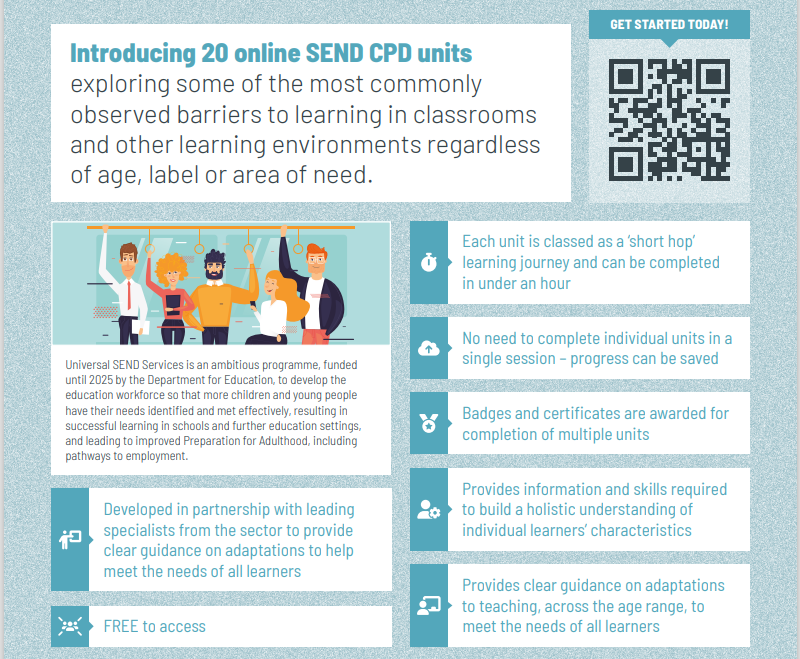 GET STARTED TODAY!
Introducing 20 online SEND CPD units
exploring some of the most commonly
observed barriers to learning in classrooms
and other learning environments regardless
of age, label or area of need.
Universal SEND Services is an ambitious programme, funded
until 2025 by the Department for Education, to develop the
education workforce so that more children and young people
have their needs identified and met effectively, resulting in
successful learning in schools and further education settings,
and leading to improved Preparation for Adulthood, including
pathways to employment.
Developed in partnership with leading
specialists from the sector to provide
clear guidance on adaptations to help
meet the needs of all learners
FREE to access
Each unit is classed as a ‘short hop’
learning journey and can be completed
in under an hour
No need to complete individual units in a
single session – progress can be saved
Badges and certificates are awarded for
completion of multiple units
Provides information and skills required
to build a holistic understanding of
individual learners’ characteristics
Provides clear guidance on adaptations
to teaching, across the age range, to
meet the needs of all learners